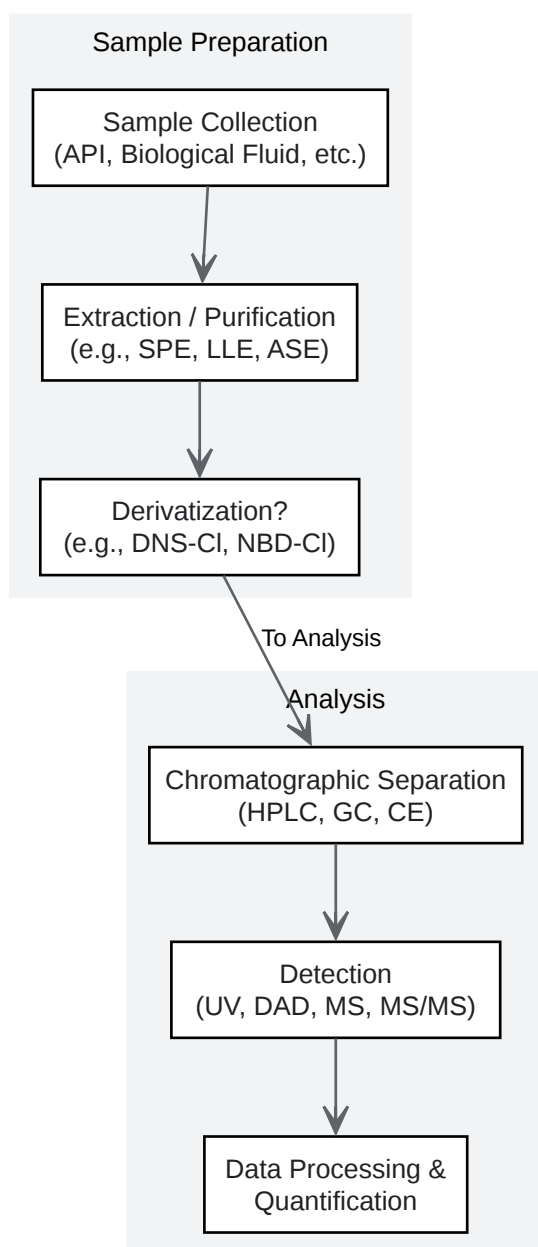 Sample Preparation
Sample Collection
(API, Biological Fluid, etc.)
Extraction / Purification
(e.g., SPE, LLE, ASE)
Derivatization?
(e.g., DNS-Cl, NBD-Cl)
To Analysis
Analysis
Chromatographic Separation
(HPLC, GC, CE)
Detection
(UV, DAD, MS, MS/MS)
Data Processing &
Quantification